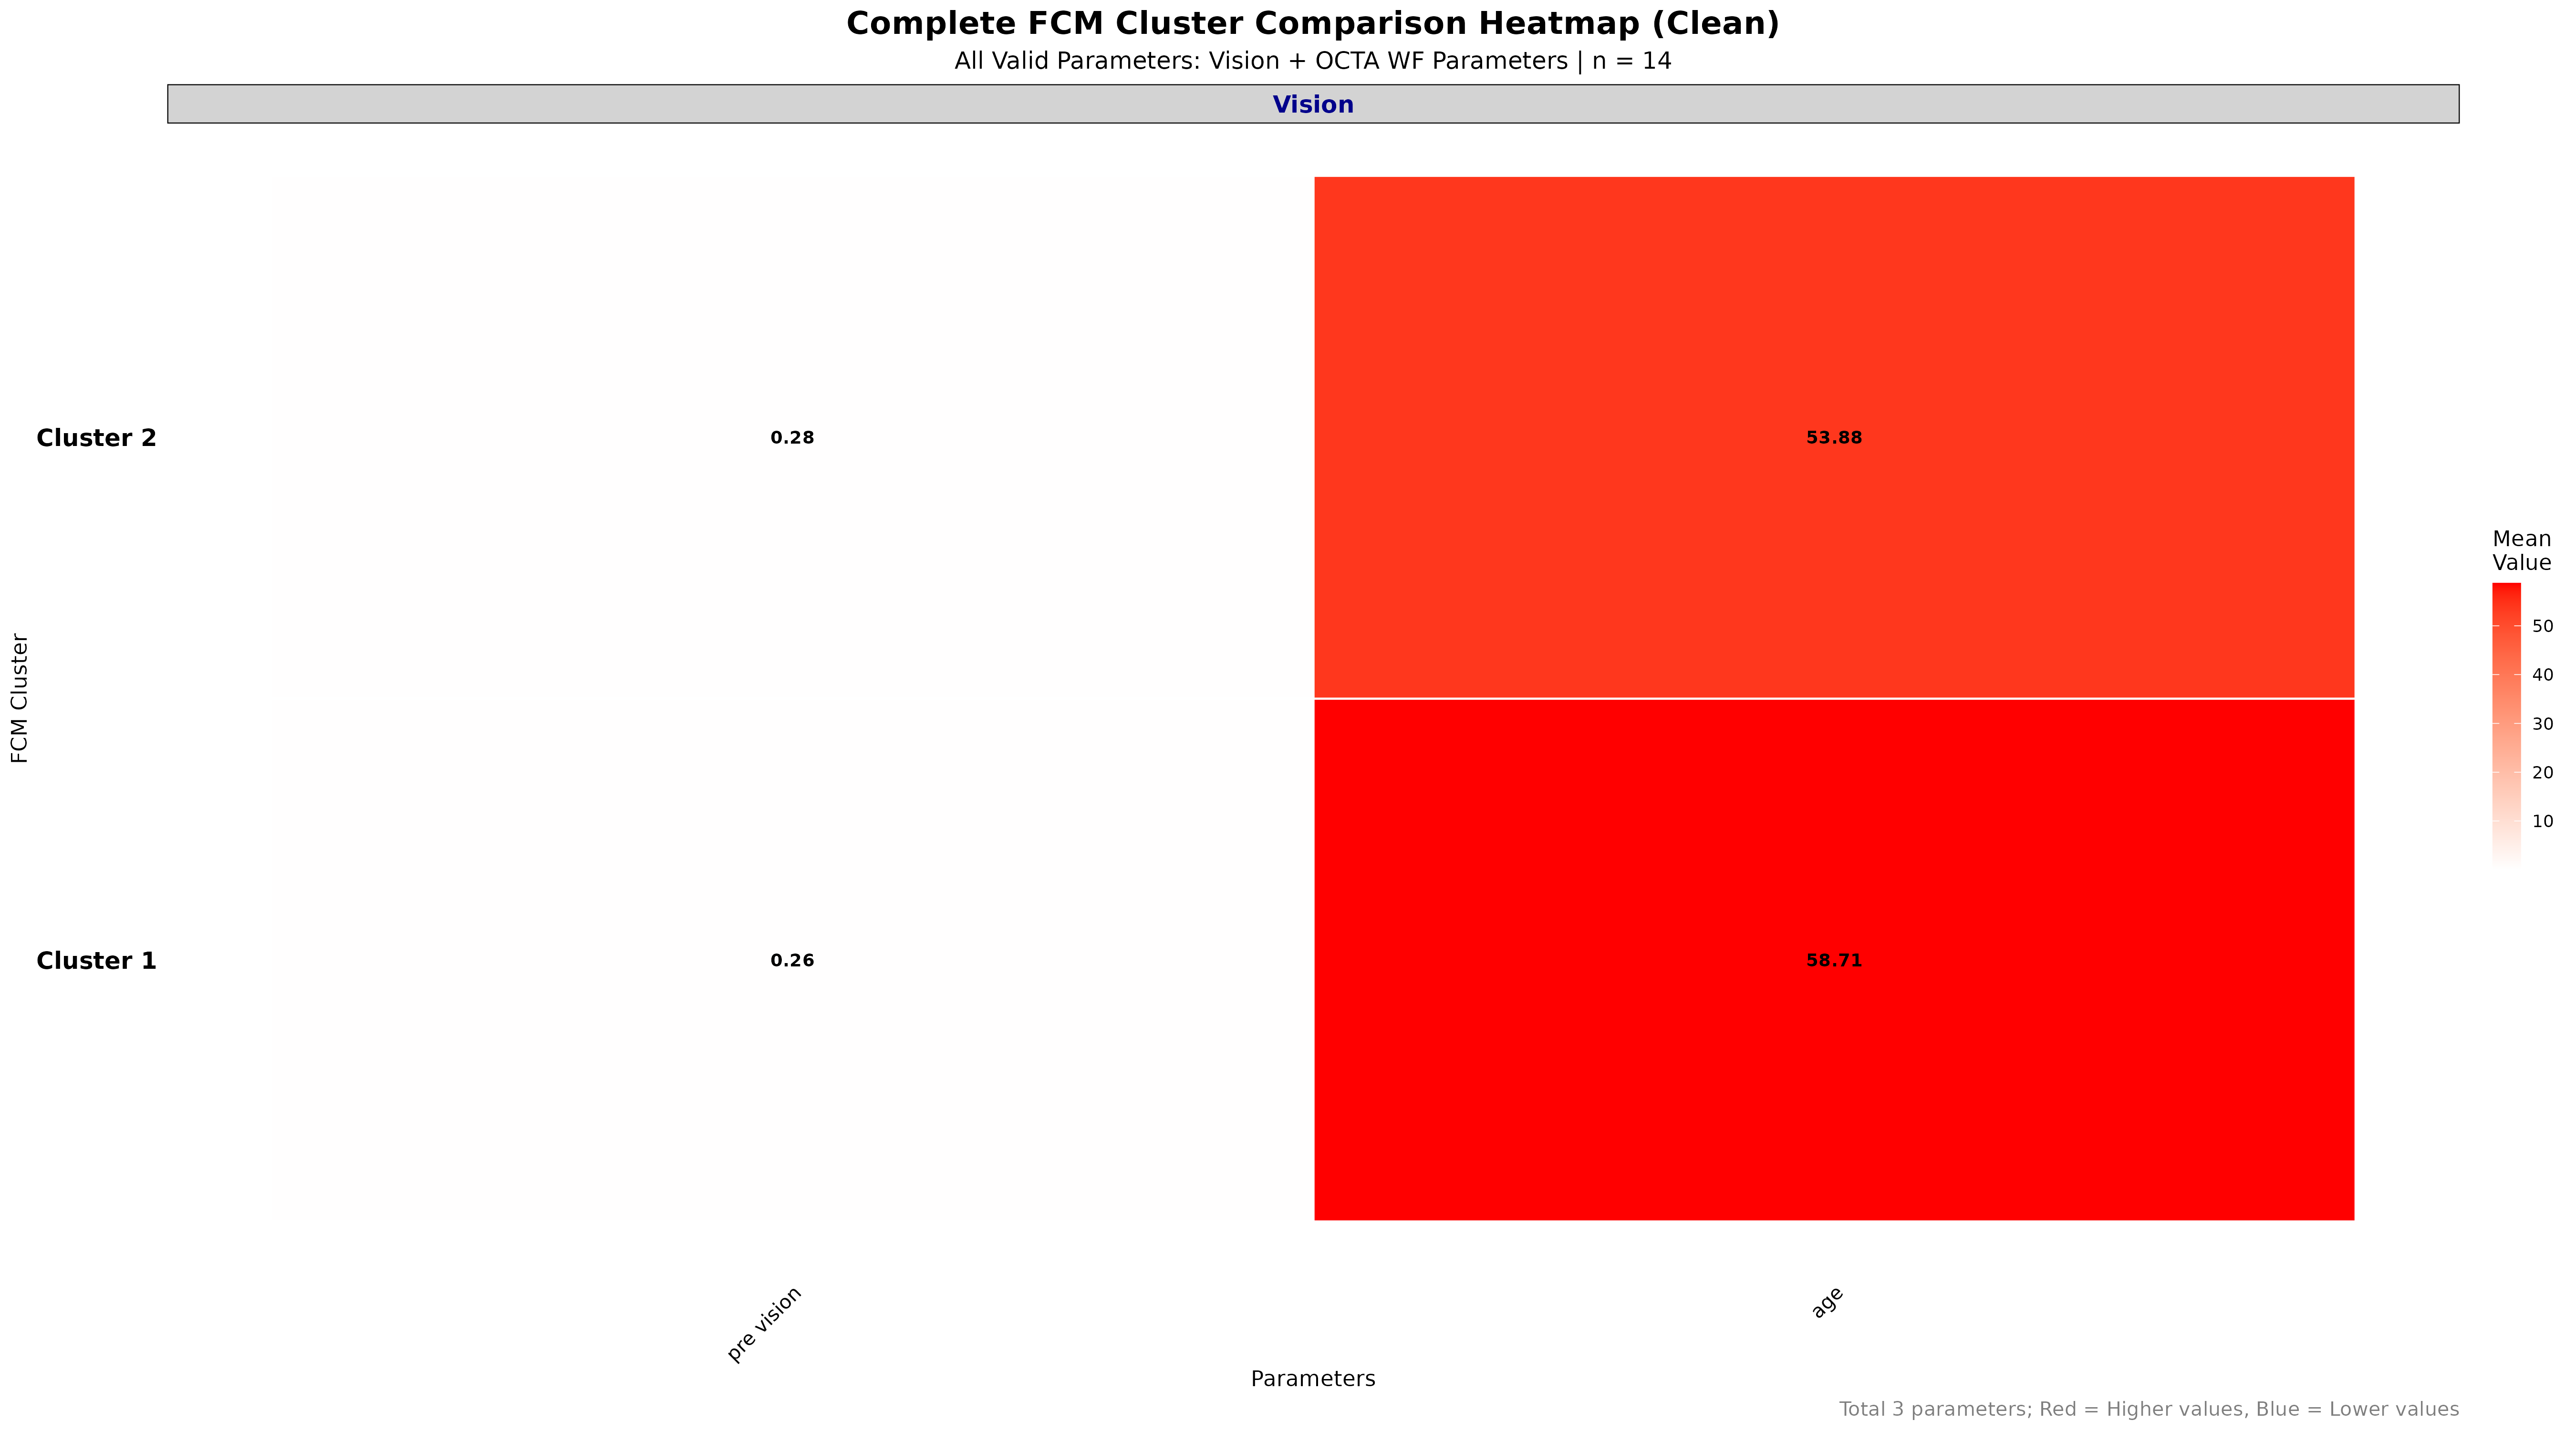 Complete FCM Cluster Comparison Heatmap (Clean)
All Valid Parameters: Vision + OCTA WF Parameters | n = 14
Vision
Cluster 2
0.28
53.88
FCM Cluster
Cluster 1
0.26
58.71
Mean
Value
50
40
30
20
10
pre vision
age
Parameters
Total 3 parameters; Red = Higher values, Blue = Lower values